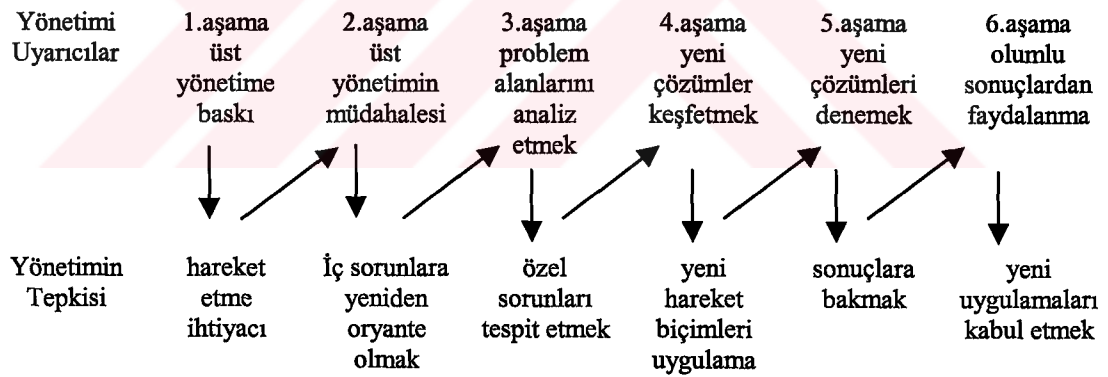 Yönetimi
Uyarıcılar
1.aşama
üst
yönetime
baskı
2.aşama
üst
yönetimin
müdahalesi
3.aşama
problem
alanlarını
analiz
etmek
4.aşama
yeni
çözümler
keşfetmek
5.aşama
yeni
çözümleri
denemek
6.aşama
olumlu
sonuçlardan
faydalanma
Yönetimin
Tepkisi
hareket
etme
ihtiyacı
İç sorunlara
yeniden
oryante
olmak
özel
sorunları
tespit etmek
yeni
hareket
biçimleri
uygulama
sonuçlara
bakmak
yeni
uygulamaları
kabul etmek